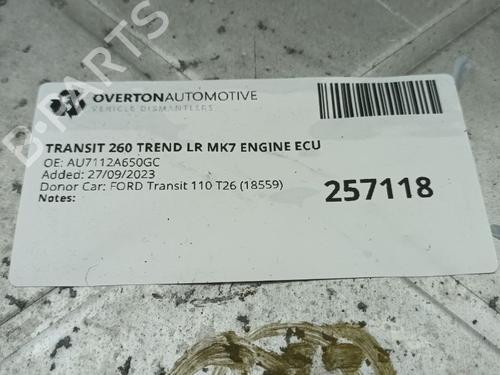 OVERTONAUTOMOTIVE
VEHICLE DISMANTLERS
TRANSIT 260 TREND LR MK7 ENGINE ECU
OE: AU7112A650GC
Added: 27/09/2023
Donor Car: FORD Transit 110 T26 (18559)
Notes:
257118
B-PARTS